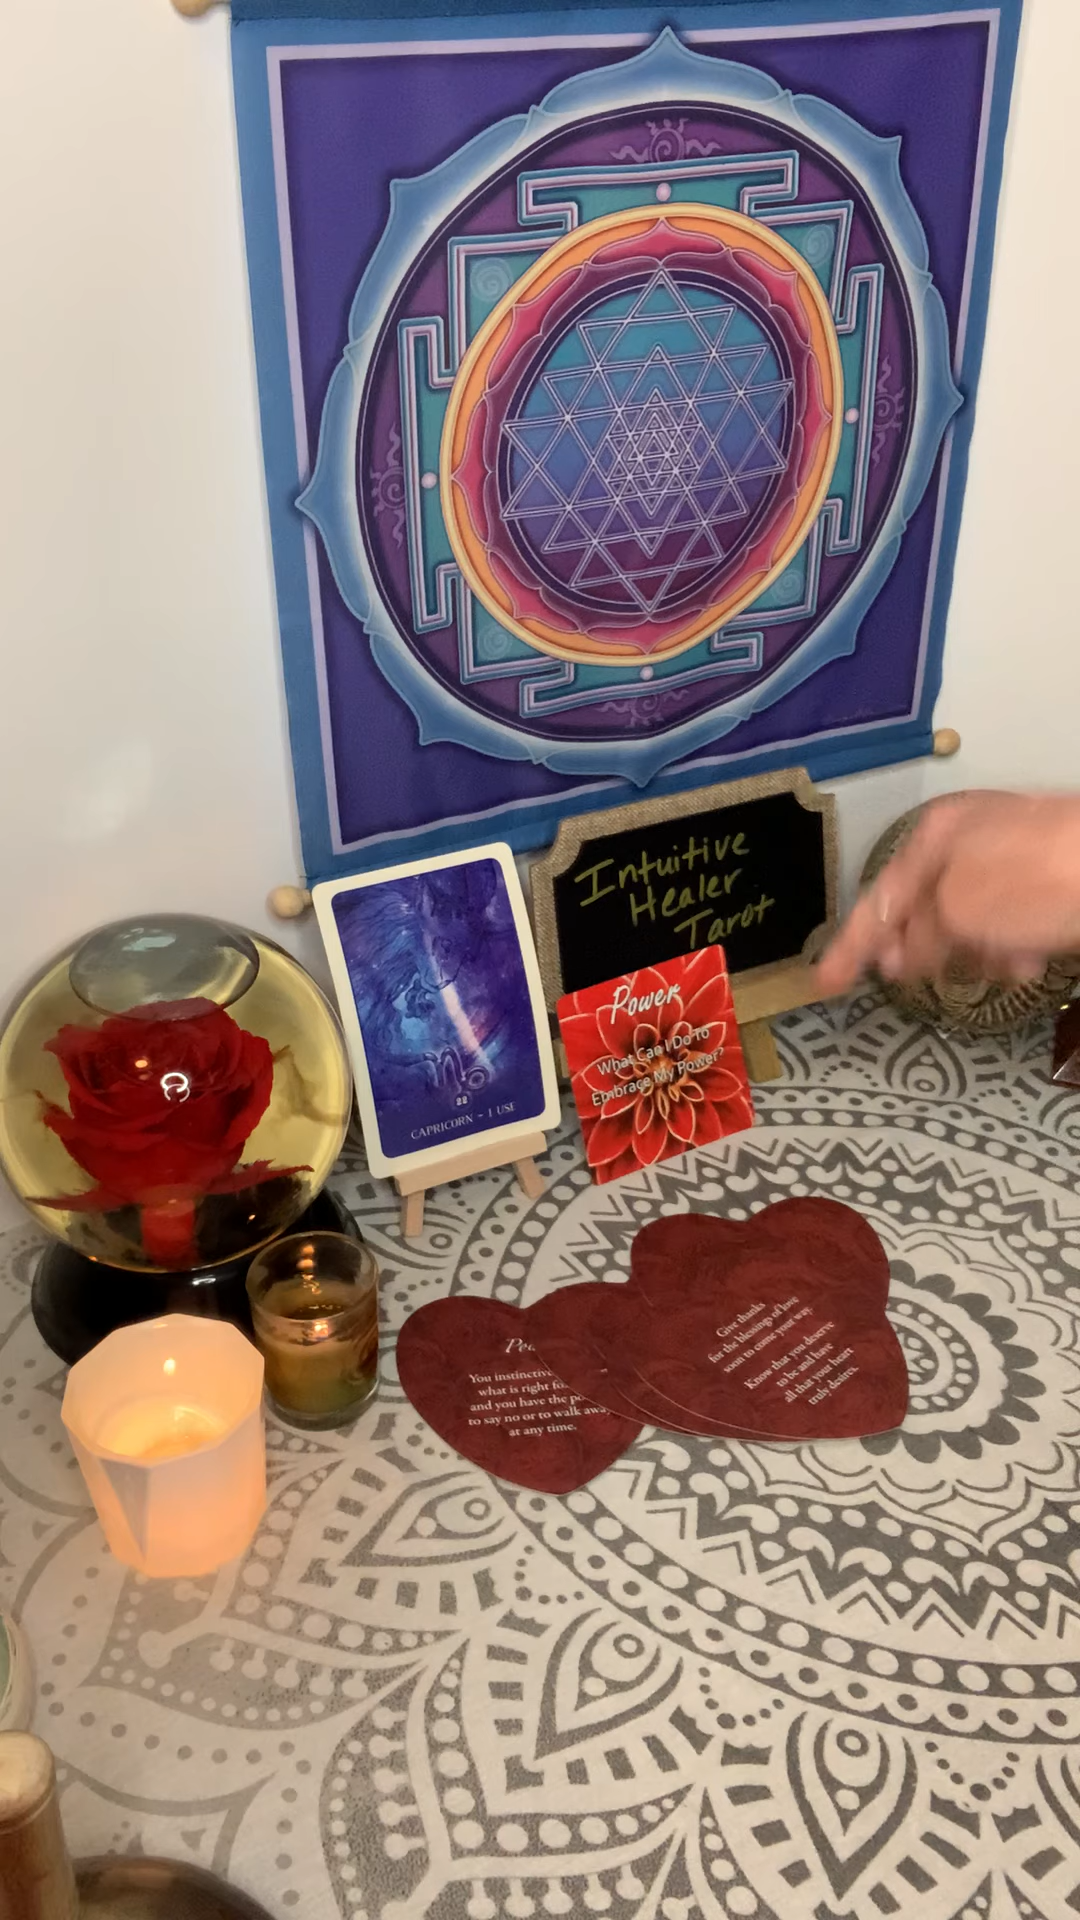 Intuitive
Healer
Tarot
22
CAPRICORN ~ I USE
Power
What Can I Do To
Embrace My Power?
You instinctive
what is right fo
and you have the po
to say no or to walk away
at any time.
Give thanks
for the blessings of love
soon to come your way.
Know that you deserve
to be and have
all that your heart
truly desires.